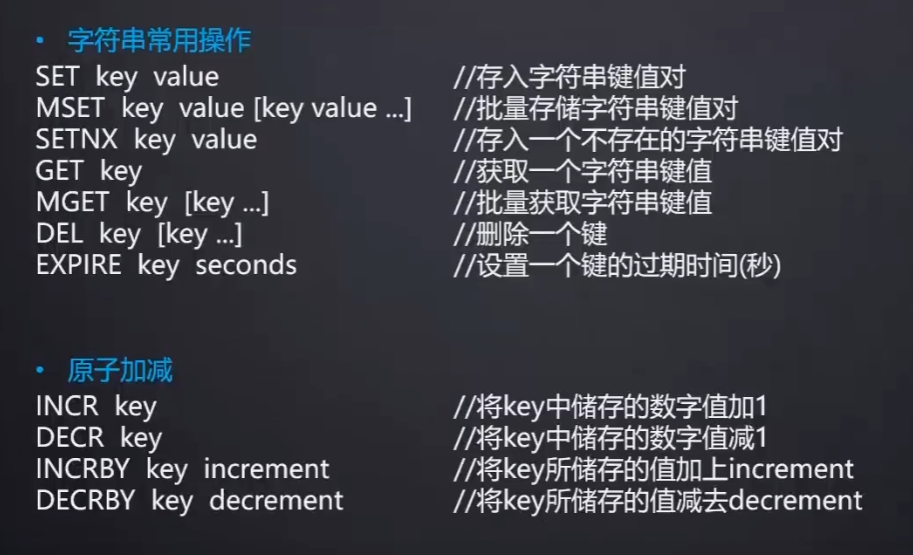 • 字符串常用操作
SET key value //存入字符串键值对
MSET key value [key value ...] //批量存储字符串键值对
SETNX key value //存入一个不存在的字符串键值对
GET key //获取一个字符串键值
MGET key [key ...] //批量获取字符串键值
DEL key [key ...] //删除一个键
EXPIRE key seconds //设置一个键的过期时间(秒)
• 原子加减
INCR key //将key中储存的数字值加1
DECR key //将key中储存的数字值减1
INCRBY key increment //将key所储存的值加上increment
DECRBY key decrement //将key所储存的值减去decrement